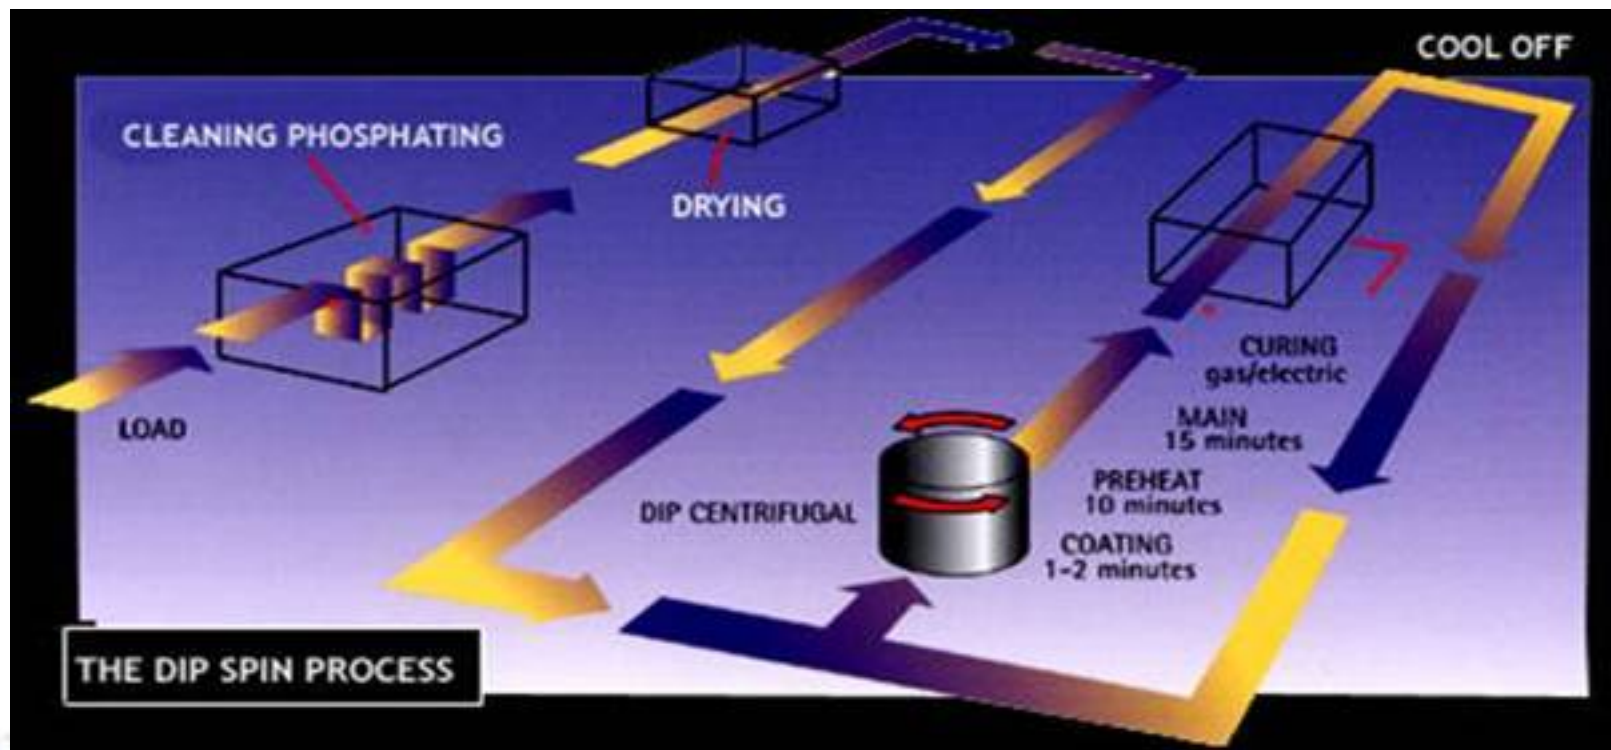 COOL OFF
CLEANING PHOSPHATING
DRYING
LOAD
CURING
gas/electric
MAIN
15 minutes
PREHEAT
10 minutes
DIP CENTRIFUGAL
COATING
1-2 minutes
THE DIP SPIN PROCESS